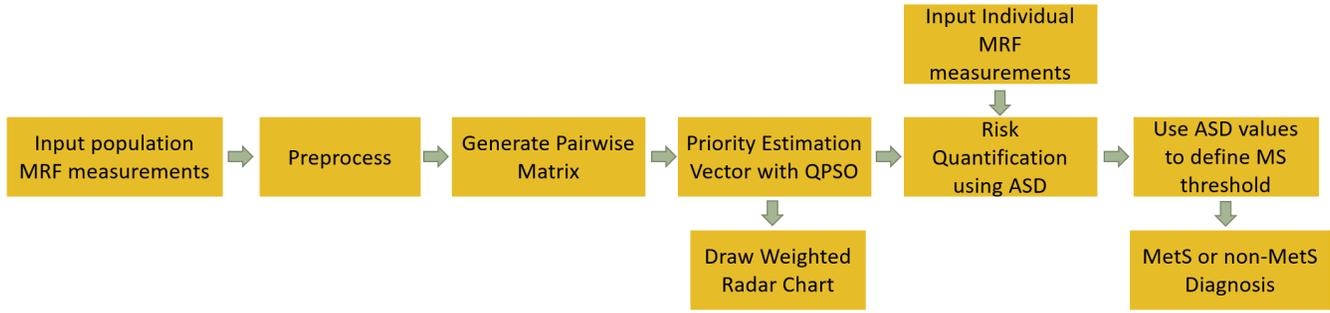 Input population
MRF measurements
Preprocess
Generate Pairwise
Matrix
Priority Estimation
Vector with QPSO
Draw Weighted
Radar Chart
Input Individual
MRF
measurements
Risk
Quantification
using ASD
Use ASD values
to define MS
threshold
MetS or non-MetS
Diagnosis